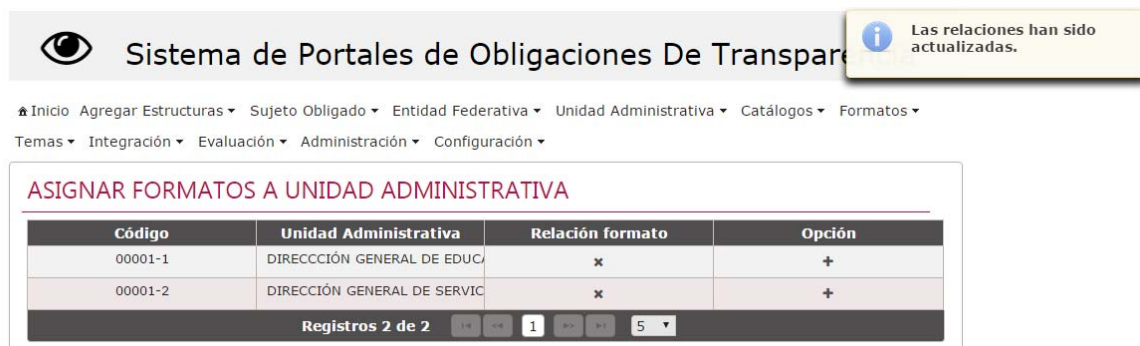 Las relaciones han sido
actualizadas.
Sistema de Portales de Obligaciones De Transpar
Inicio Agregar Estructuras Sujeto Obligado Entidad Federativa Unidad Administrativa Catálogos Formatos
Temas Integración Evaluación Administración Configuración
ASIGNAR FORMATOS A UNIDAD ADMINISTRATIVA
Código Unidad Administrativa Relación formato Opción
00001-1 DIRECCCIÓN GENERAL DE EDUCA
00001-2 DIRECCIÓN GENERAL DE SERVIC
Registros 2 de 2 1 5